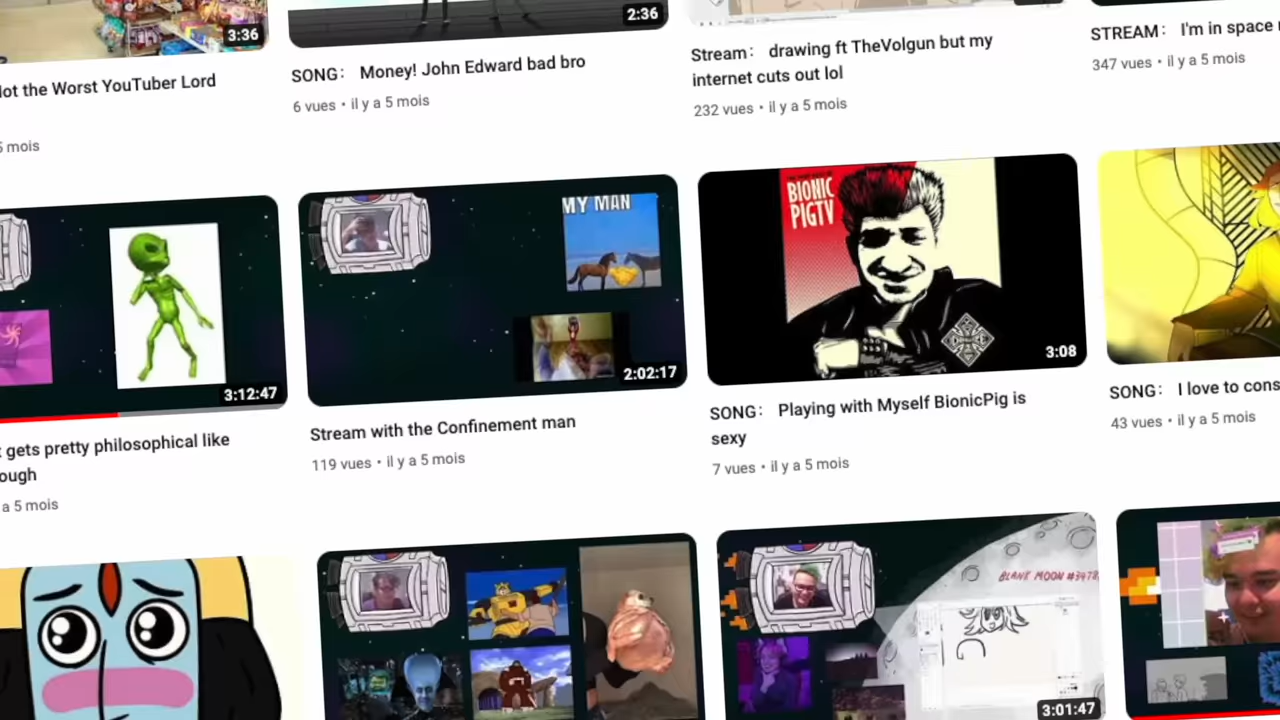 3:36
2:36
lot the Worst YouTuber Lord
5 mois
SONG： Money! John Edward bad bro
6 vues • il y a 5 mois
Stream： drawing ft TheVolgun but my
internet cuts out lol
232 vues • il y a 5 mois
STREAM： I'm in space
347 vues • il y a 5 mois
3:12:47
gets pretty philosophical like
ough
a 5 mois
MY MAN
2:02:17
Stream with the Confinement man
119 vues • il y a 5 mois
BIONIC
PIGTV
3:08
SONG： Playing with Myself BionicPig is
sexy
7 vues • il y a 5 mois
SONG： I love to cons
43 vues • il y a 5 mois
BLANK MOON
3:01:47